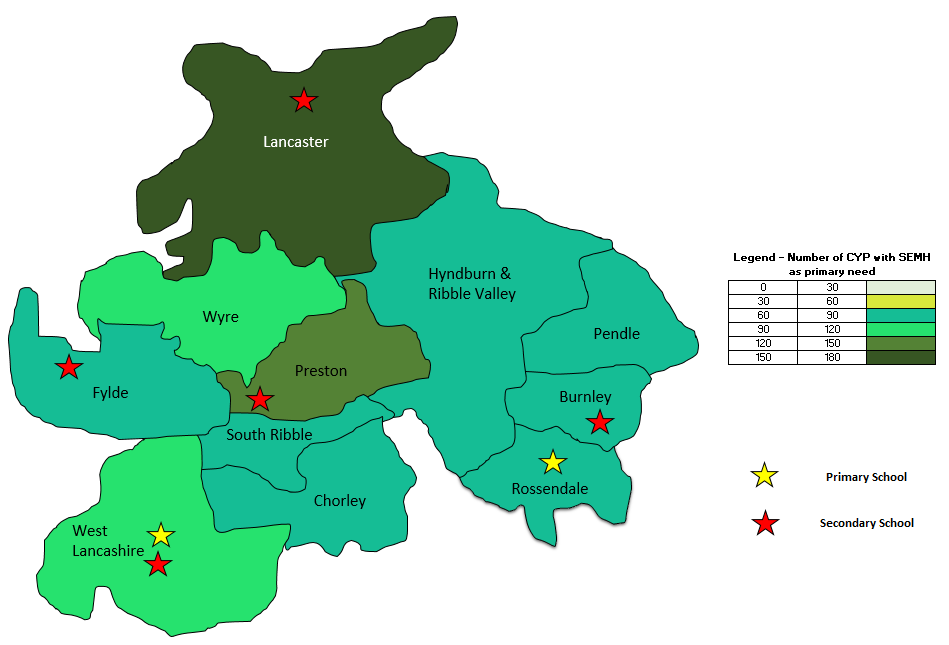 Lancaster
Hyndburn &
Ribble Valley
Legend – Number of CYP with SEMH
as primary need
0 30
30 60
60 90
90 120
120 150
150 180
Wyre
Pendle
Preston
Fylde
Burnley
South Ribble
Rossendale
Chorley
West
Lancashire
Primary School
Secondary School